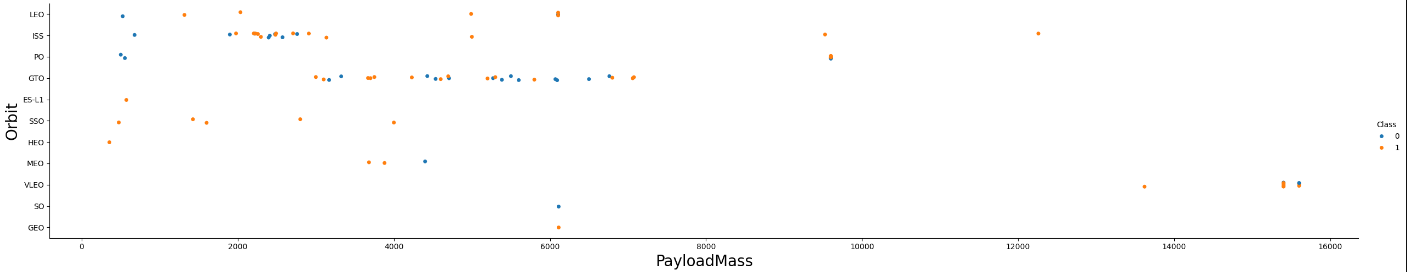 LEO
ISS
PO
GTO
ES-L1
SSO
HEO
MEO
VLEO
SO
GEO
Orbit
0 2000 4000 6000 8000 10000 12000 14000 16000
PayloadMass
Class
0
1